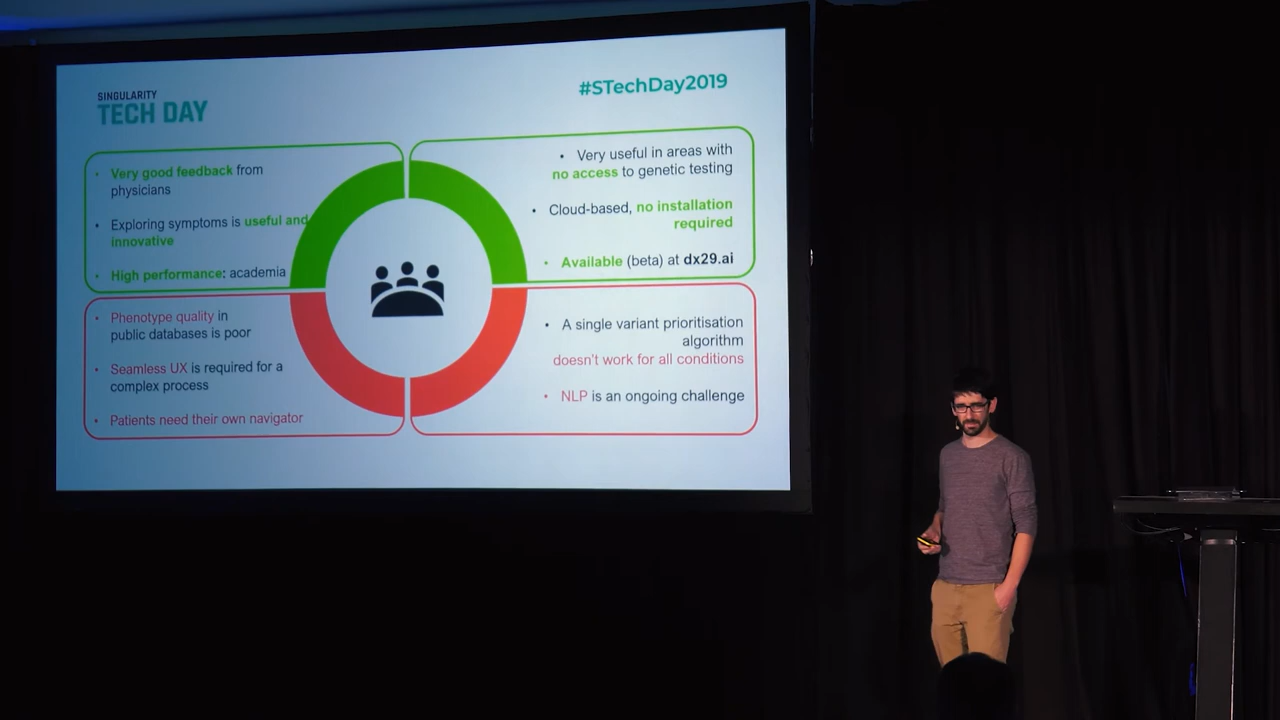 SINGULARITY
TECH DAY
#STechDay2019
• Very good feedback from
physicians
• Exploring symptoms is useful and
innovative
• High performance: academia
• Very useful in areas with
no access to genetic testing
• Cloud-based, no installation
required
• Available (beta) at dx29.ai
• Phenotype quality in
public databases is poor
• Seamless UX is required for a
complex process
• Patients need their own navigator
• A single variant prioritisation
algorithm
doesn't work for all conditions
• NLP is an ongoing challenge